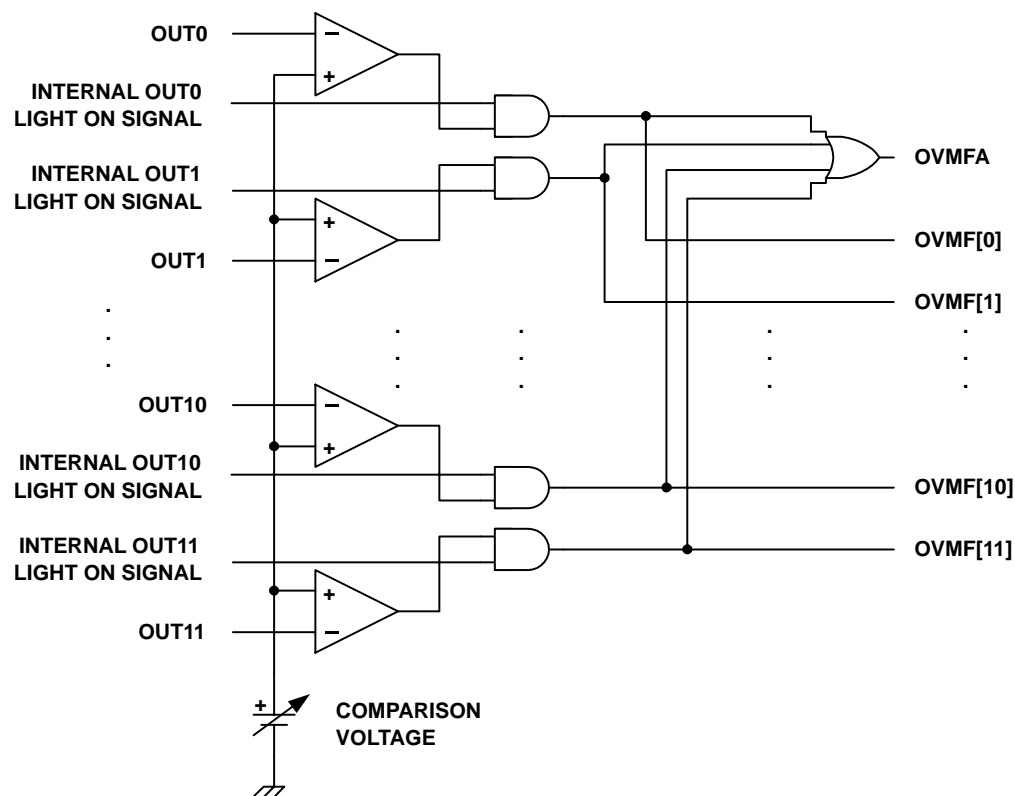 OUT0
INTERNAL OUT0
LIGHT ON SIGNAL
INTERNAL OUT1
LIGHT ON SIGNAL
OUT1
OVMFA
OVMF[0]
OVMF[1]
OUT10
INTERNAL OUT10
LIGHT ON SIGNAL
OVMF[10]
INTERNAL OUT11
LIGHT ON SIGNAL
OVMF[11]
OUT11
COMPARISON
VOLTAGE